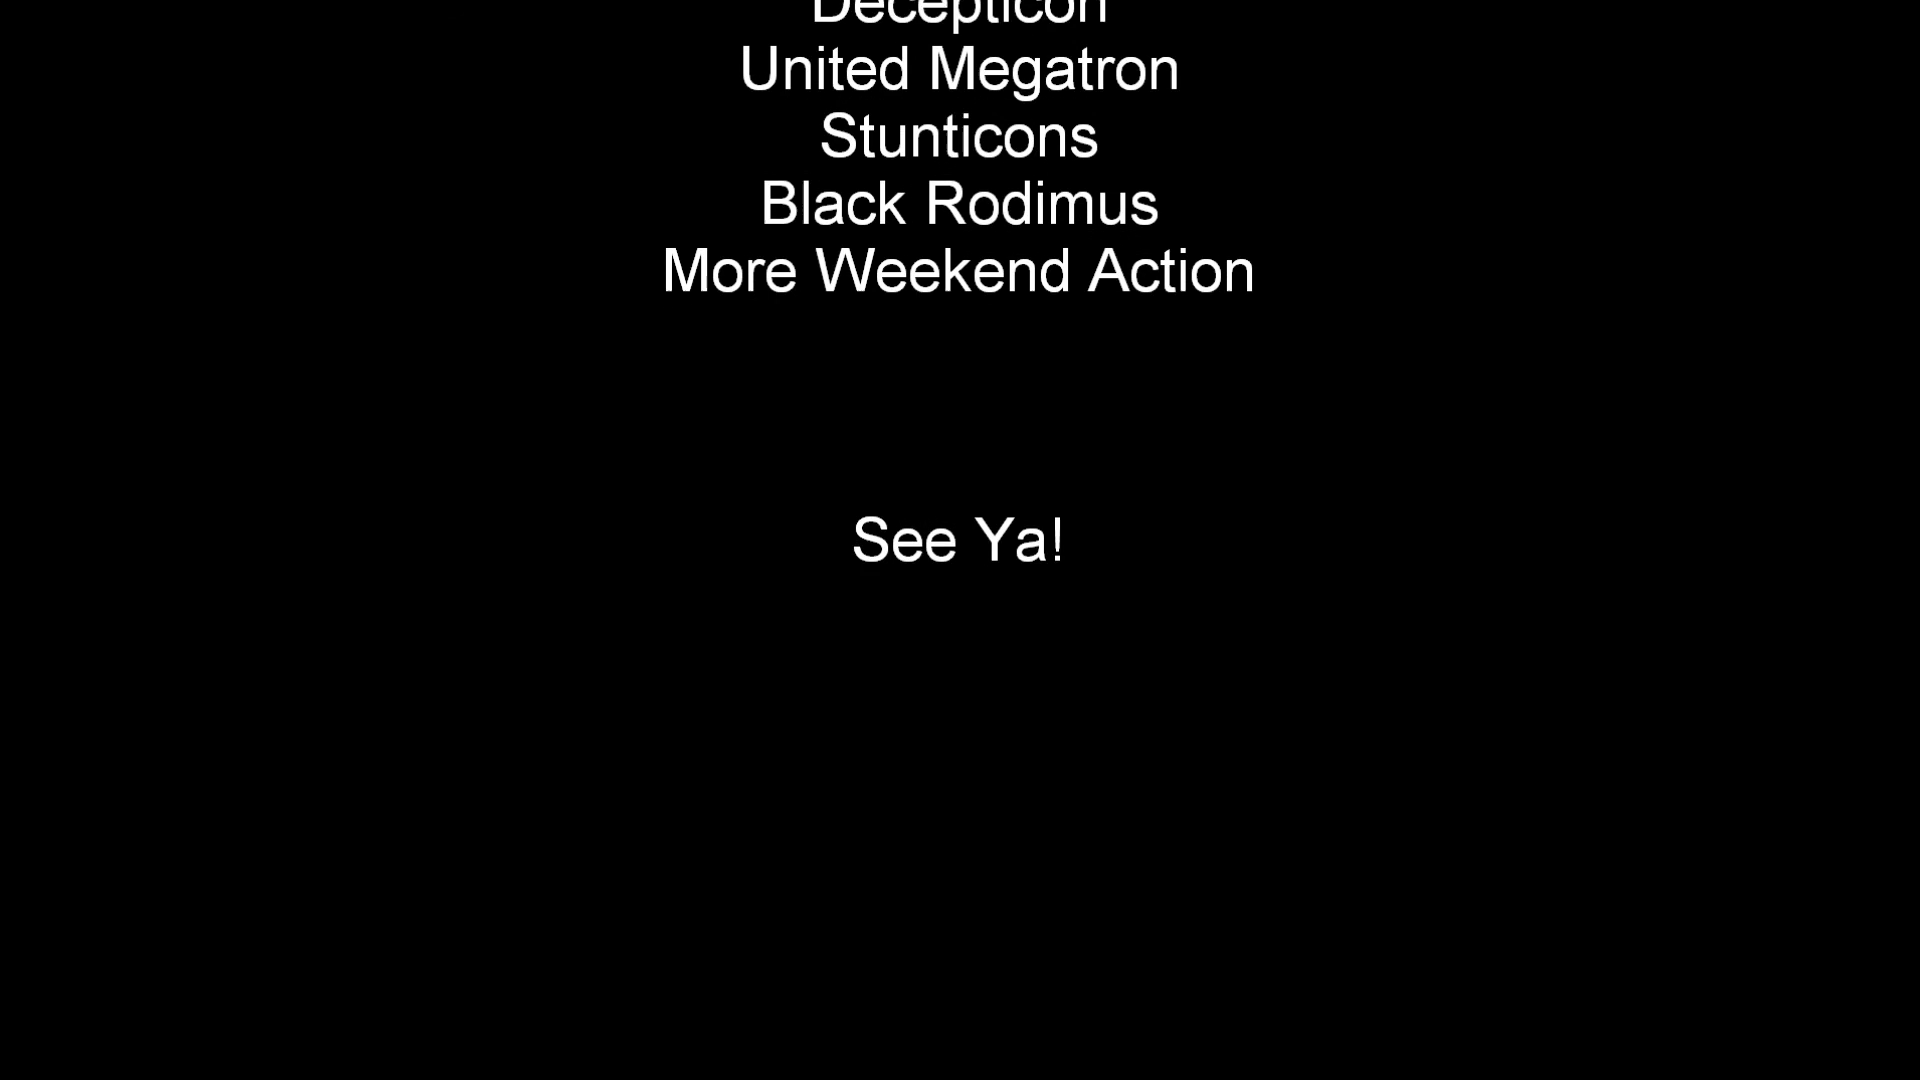 Decepticon
United Megatron
Stunticons
Black Rodimus
More Weekend Action
See Ya!